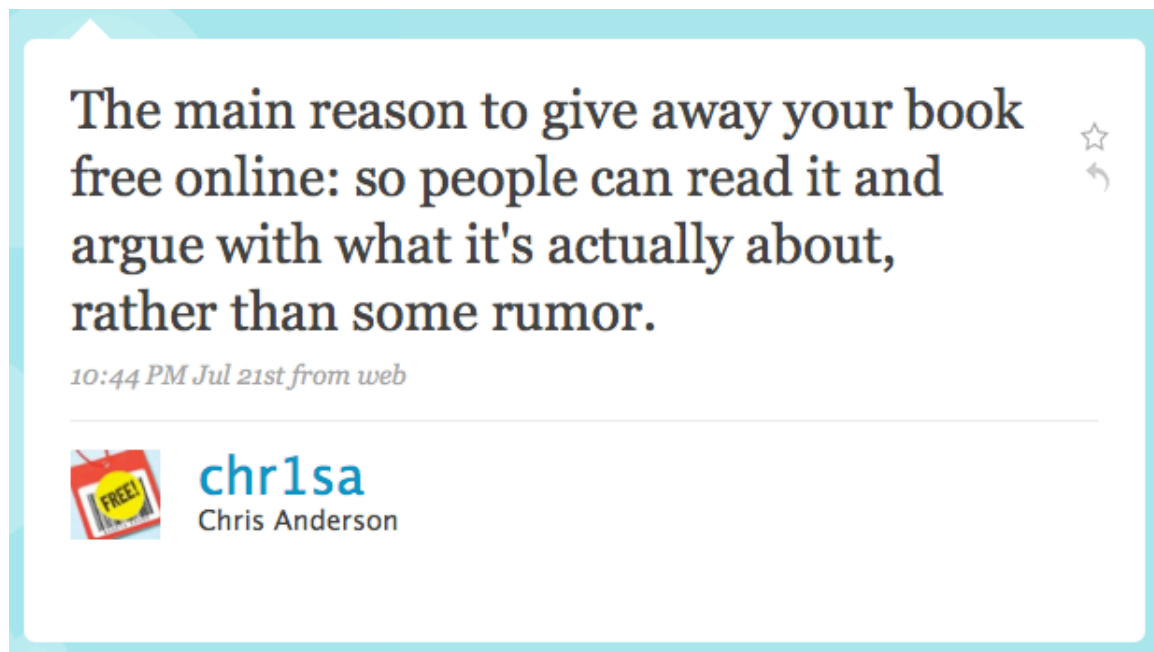 The main reason to give away your book
free online: so people can read it and
argue with what it's actually about,
rather than some rumor.
10:44 PM Jul 21st from web
FREE!
chr1sa
Chris Anderson